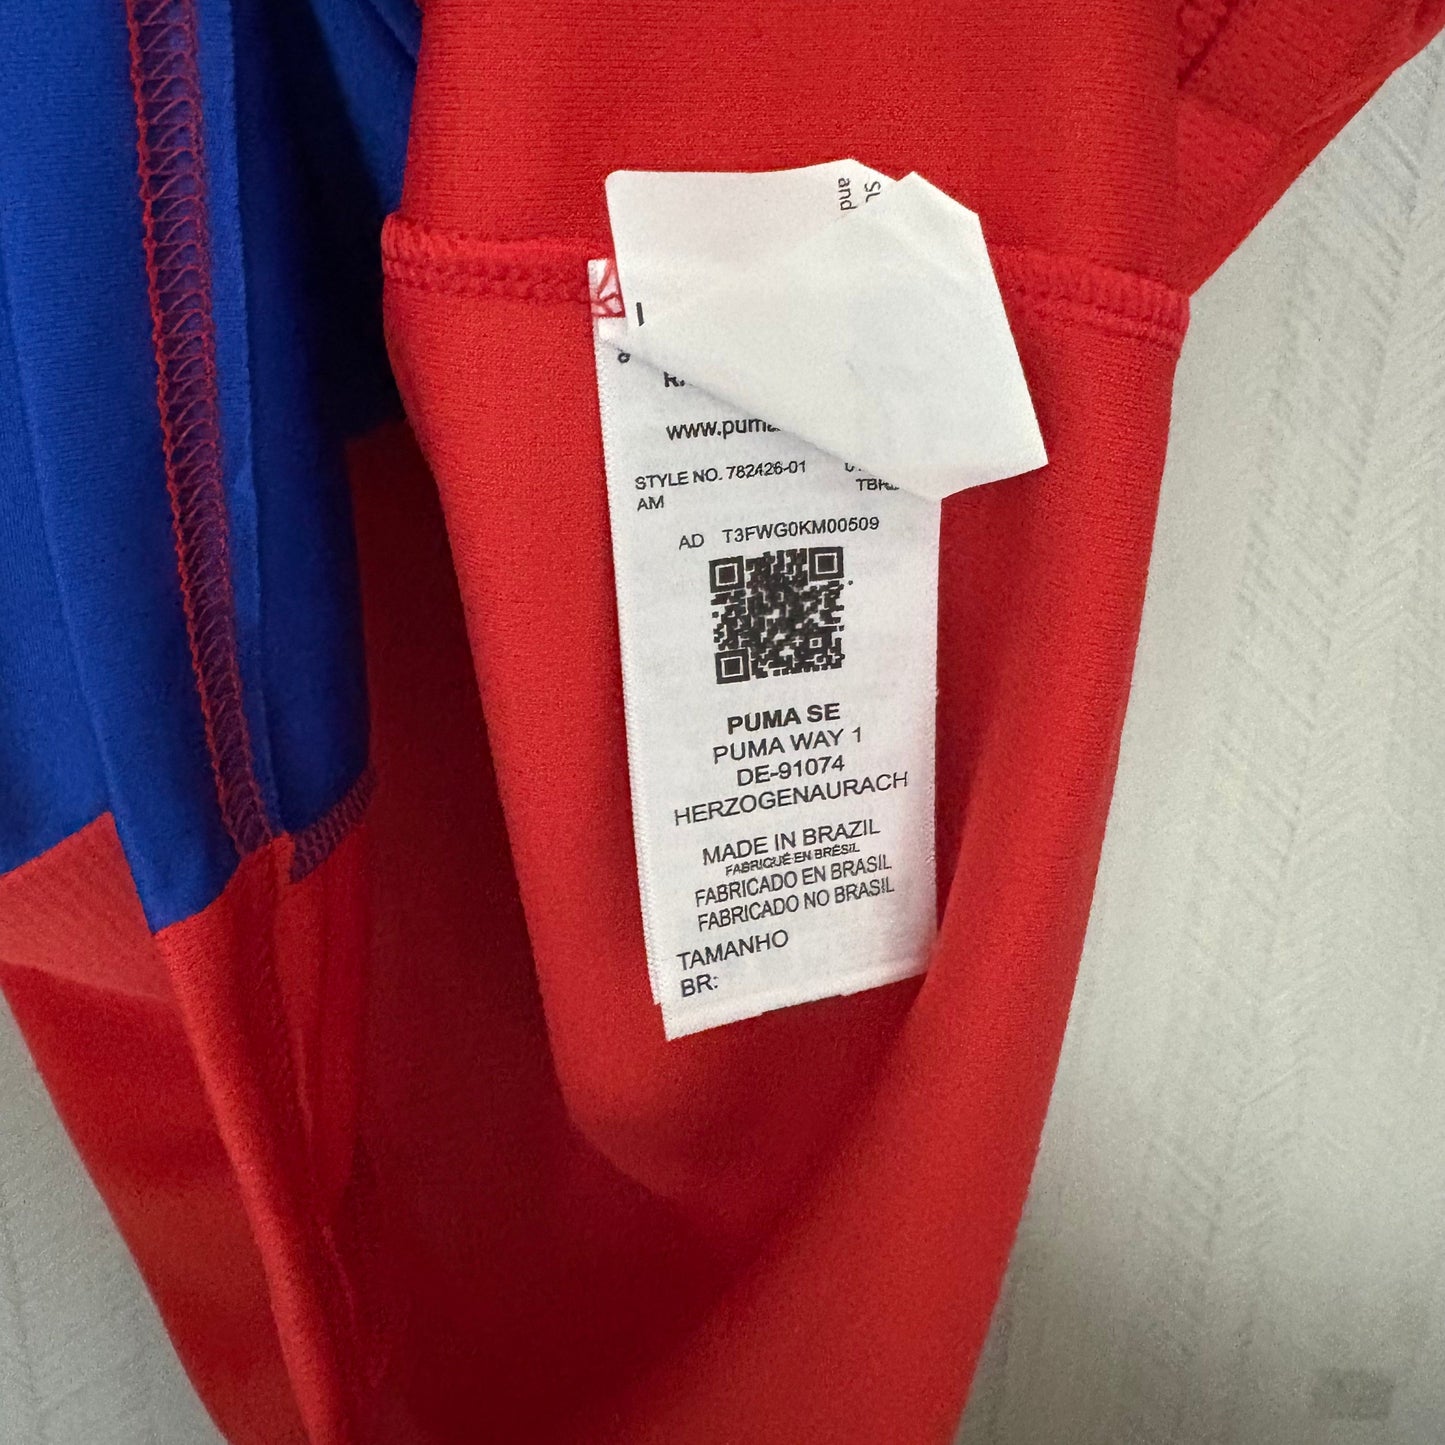 and
www.puma
STYLE NO. 782426-01
AM
AD T3FWG0KM00509
PUMA SE
PUMA WAY 1
DE-91074
HERZOGENAURACH
MADE IN BRAZIL
FABRIQUÉ EN BRÉSIL
FABRICADO EN BRASIL
FABRICADO NO BRASIL
TAMANHO
BR: